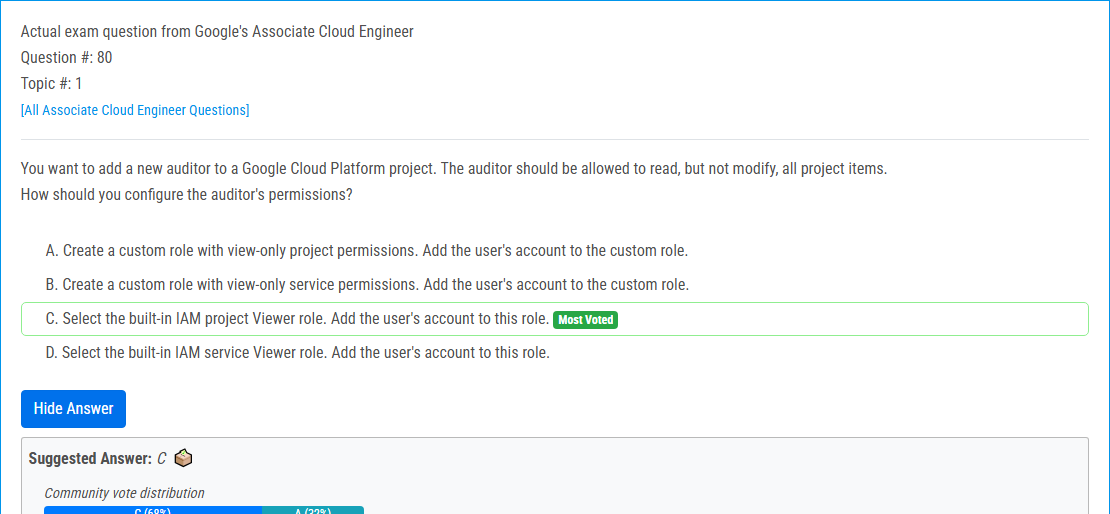 Actual exam question from Google's Associate Cloud Engineer
Question #: 80
Topic #: 1
[All Associate Cloud Engineer Questions]
You want to add a new auditor to a Google Cloud Platform project. The auditor should be allowed to read, but not modify, all project items.
How should you configure the auditor's permissions?
A. Create a custom role with view-only project permissions. Add the user's account to the custom role.
B. Create a custom role with view-only service permissions. Add the user's account to the custom role.
C. Select the built-in IAM project Viewer role. Add the user's account to this role. Most Voted
D. Select the built-in IAM service Viewer role. Add the user's account to this role.
Hide Answer
Suggested Answer: C
Community vote distribution
C (68%) A (32%)